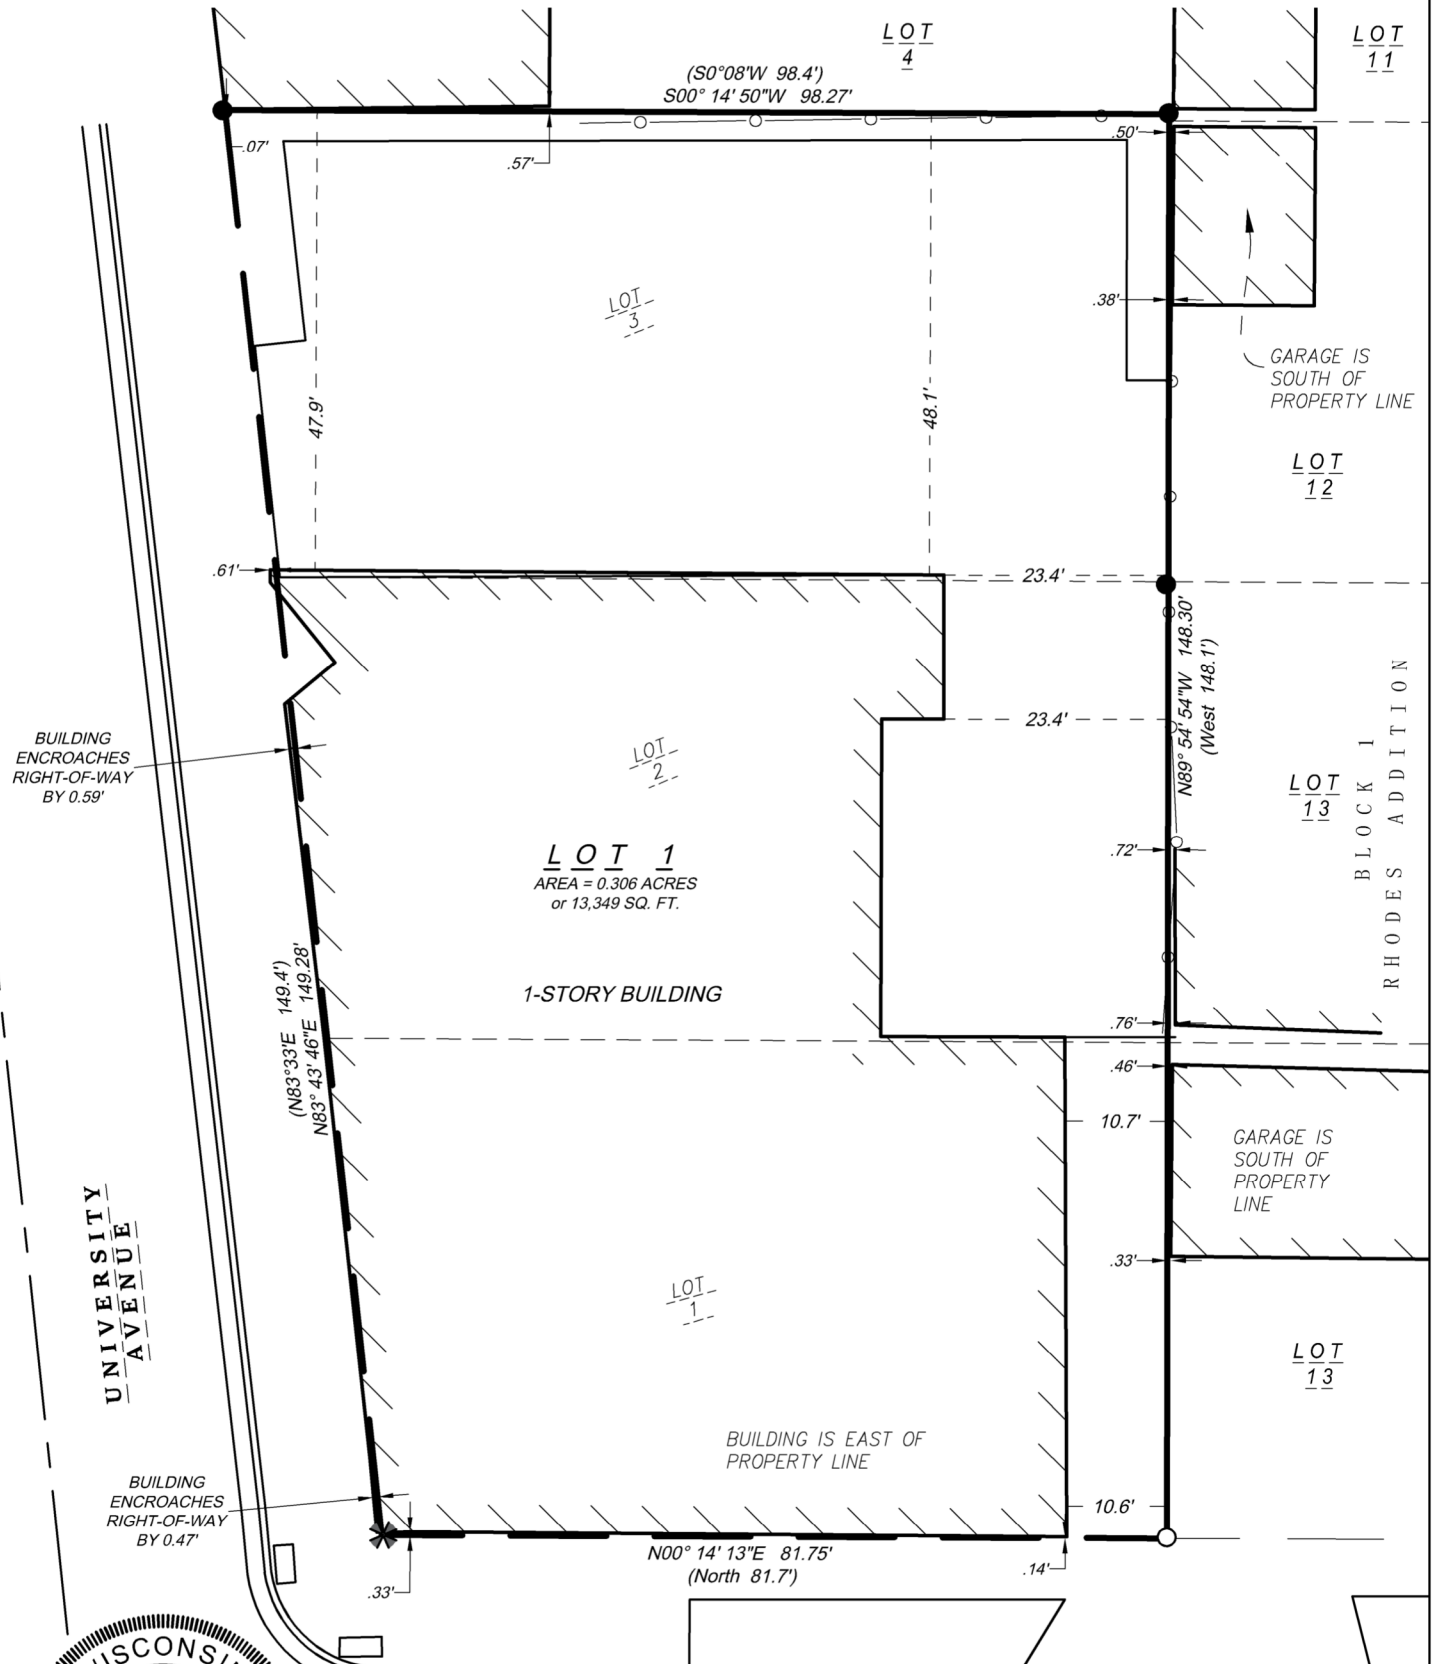 LOT
4
LOT
11
(S0°08'W 98.4')
S00° 14' 50"W 98.27'
.07'
.57'
.50'
LOT
3
.38'
GARAGE IS
SOUTH OF
PROPERTY LINE
47.9'
48.1'
LOT
12
.61'
23.4'
N89° 54' 54"W 148.30'
(West 148.1')
23.4'
BUILDING
ENCROACHES
RIGHT-OF-WAY
BY 0.59'
LOT
2
LOT
13
BLOCK 1
RHODES ADDITION
LOT 1
AREA = 0.306 ACRES
or 13,349 SQ. FT.
.72'
1-STORY BUILDING
(N83°33'E 149.4')
N83° 43' 46"E 149.28'
.76'
.46'
10.7'
GARAGE IS
SOUTH OF
PROPERTY
LINE
UNIVERSITY
AVENUE
.33'
LOT
1
LOT
13
BUILDING IS EAST OF
PROPERTY LINE
BUILDING
ENCROACHES
RIGHT-OF-WAY
BY 0.47'
10.6'
N00° 14' 13"E 81.75'
(North 81.7')
.33'
.14'
ISCONSI